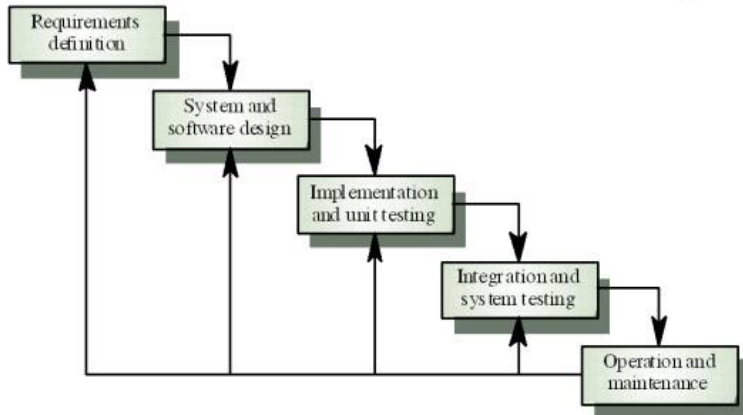 Requirements
definition
System and
software design
Implementation
and unit testing
Integration and
system testing
Operation and
maintenance